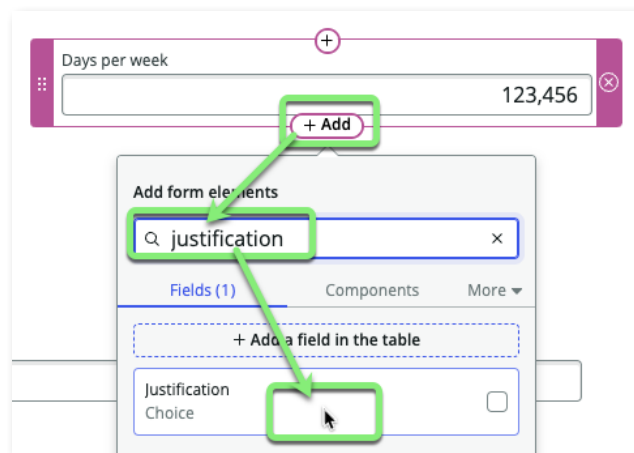 Days per week
123,456
+ Add
Add form elements
justification
Fields (1) Components More
+ Add a field in the table
Justification
Choice